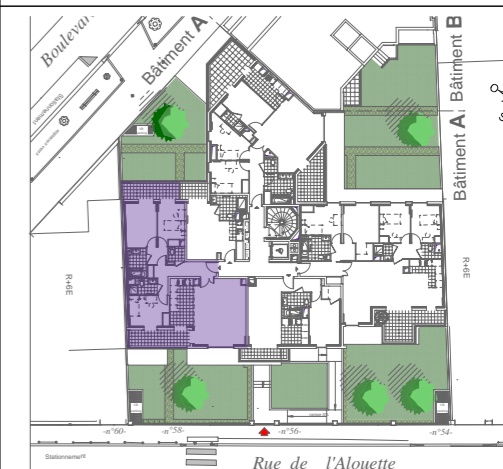 Boulevard
Bâtiment A
Bâtiment B
Bâtiment A
R+6E
R+6E
-n°60-
-n°58-
-n°56-
-n°54-
Stationnement
Rue de l'Alouette